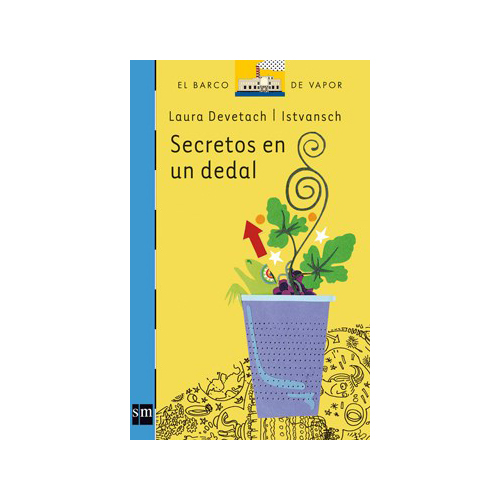 EL BARCO DE VAPOR
Laura Devetach | Istvansch
Secretos en
un dedal
sm